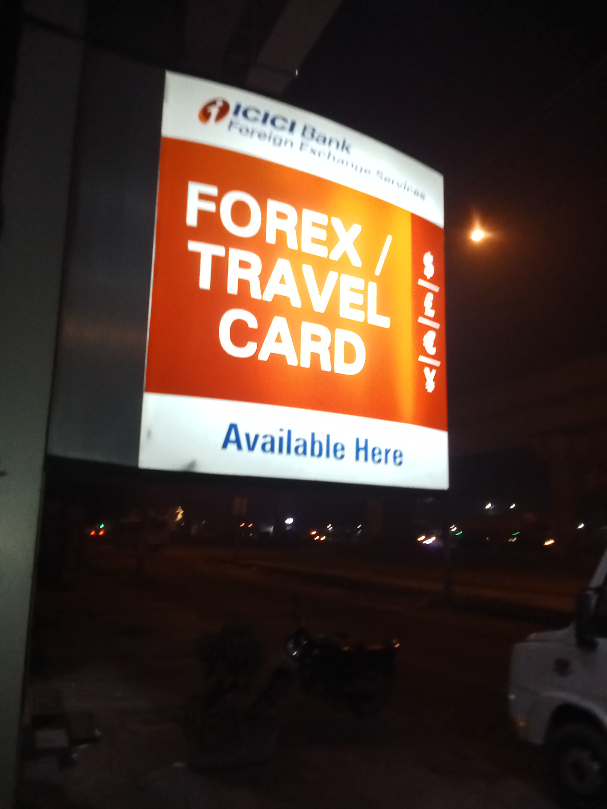 ICICI Bank
Foreign Exchange Services
FOREX /
TRAVEL
CARD
$
£
€
¥
Available Here